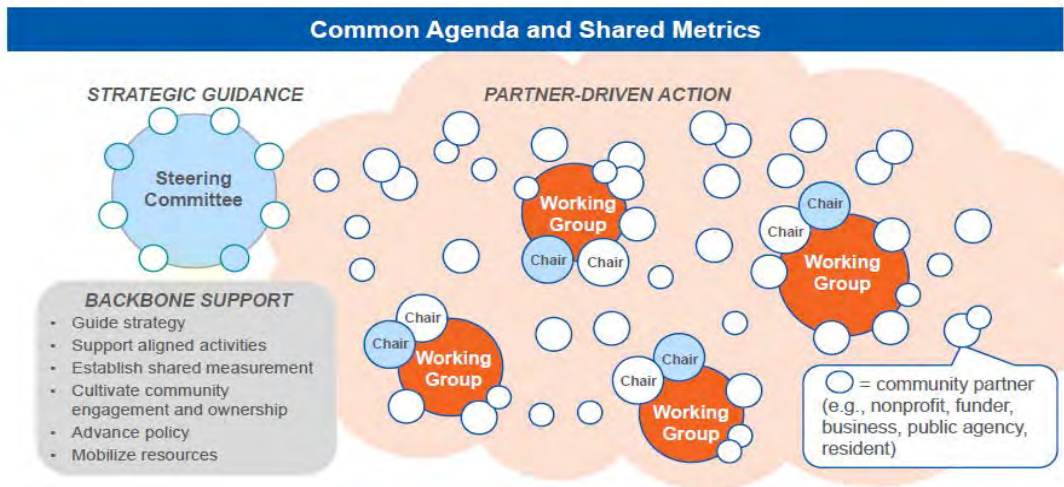 Common Agenda and Shared Metrics
STRATEGIC GUIDANCE
PARTNER-DRIVEN ACTION
Steering
Committee
Working
Group
Chair
Chair
Chair
Chair
Working
Group
BACKBONE SUPPORT
• Guide strategy
• Support aligned activities
• Establish shared measurement
• Cultivate community
engagement and ownership
• Advance policy
• Mobilize resources
Chair
Chair
Working
Group
Chair
Chair
Working
Group
= community partner
(e.g., nonprofit, funder,
business, public agency,
resident)